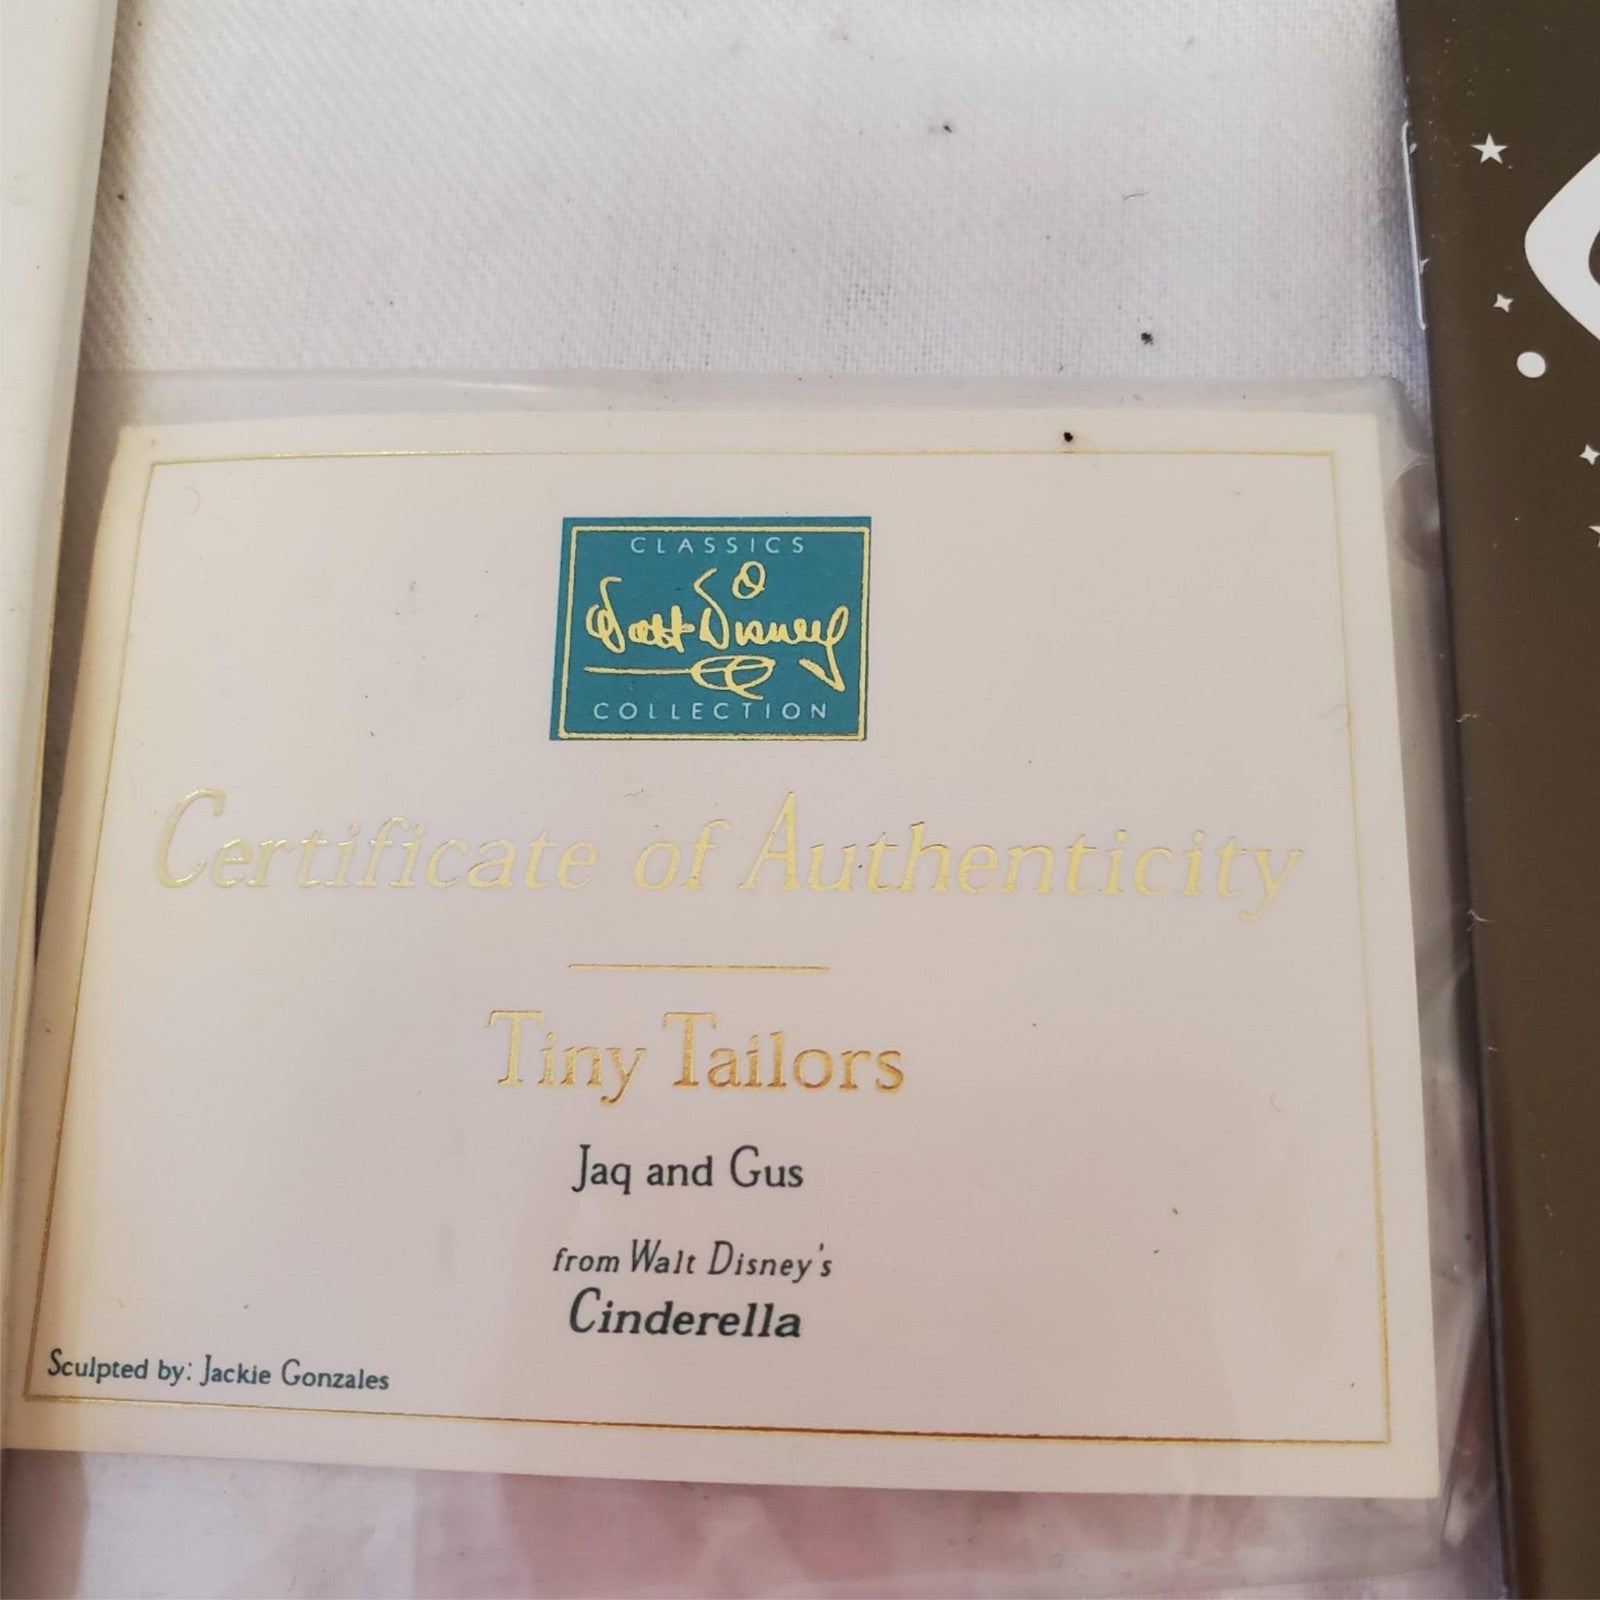 CLASSICS
Walt Disney
COLLECTION
Certificate of Authenticity
Tiny Tailors
Jaq and Gus
from Walt Disney's
Cinderella
Sculpted by: Jackie Gonzales